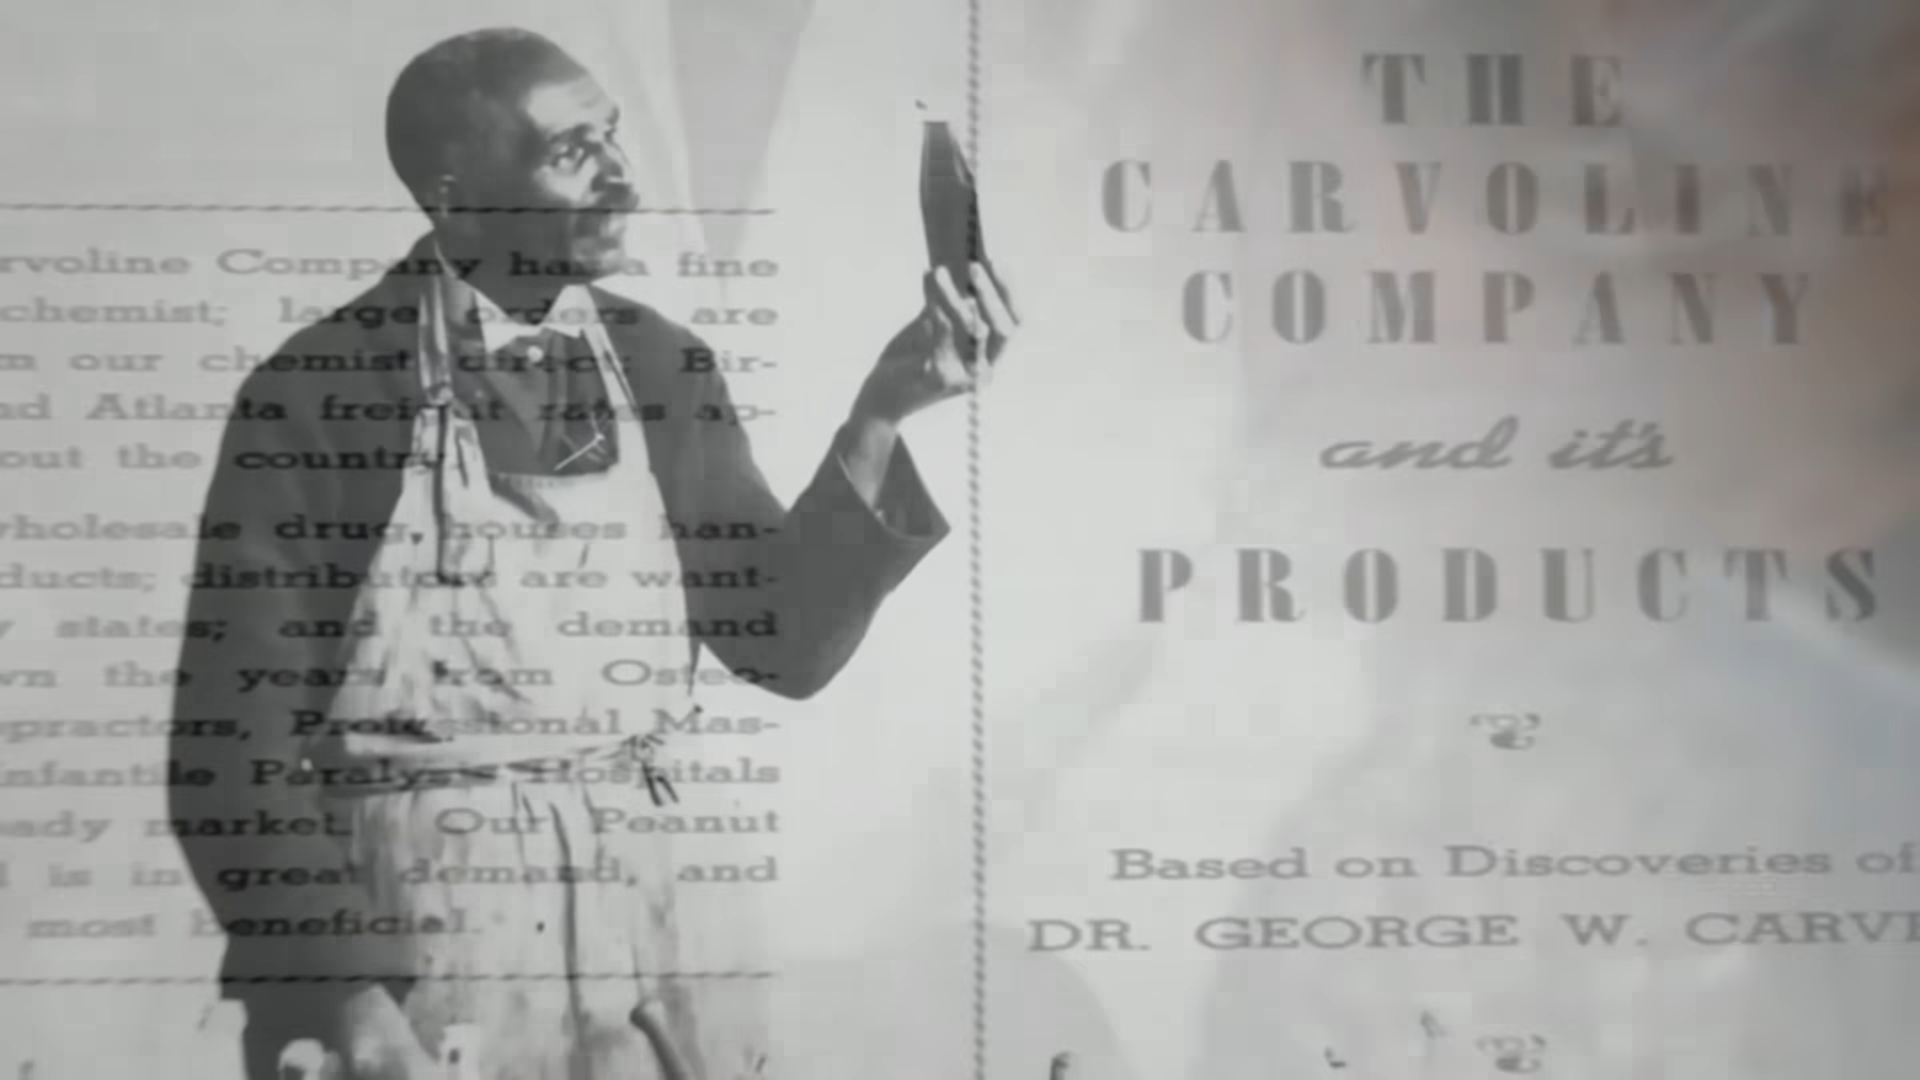 rvoline Company has a fine
chemist; large orders are
m our chemist direct; Bir-
nd Atlanta freight rates ap-
out the country.
wholesale drug houses han-
ducts; distributors are want-
y states; and the demand
wn the years from Osteo-
opractors, Professional Mas-
Infantile Paralysis Hospitals
eady market. Our Peanut
l is in great demand, and
most beneficial.
THE
CARVOLINE
COMPANY
and it's
PRODUCTS
Based on Discoveries of
DR. GEORGE W. CARVE